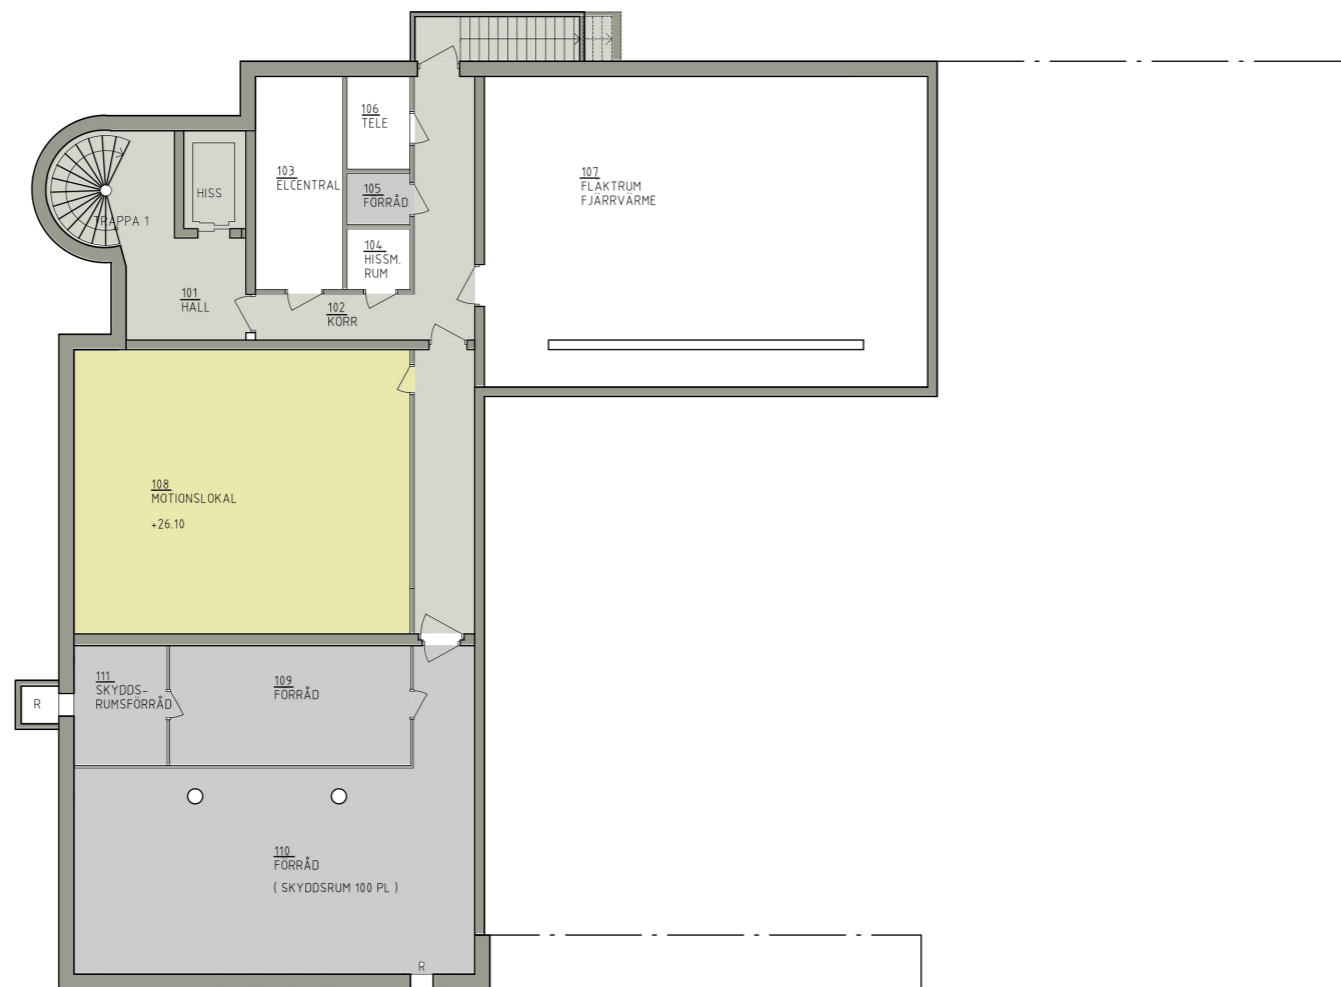 106
TELE
103
ELCENTRAL
107
FLÄKTRUM
FJÄRRVÄRME
HISS
105
FÖRRÅD
TRAPPA 1
104
HISSM.
RUM
101
HALL
102
KORR
108
MOTIONSLOKAL
+26.10
111
SKYDDS-
RUMSFÖRRÅD
109
FÖRRÅD
R
110
FÖRRÅD
( SKYDDSRUM 100 PL )
R